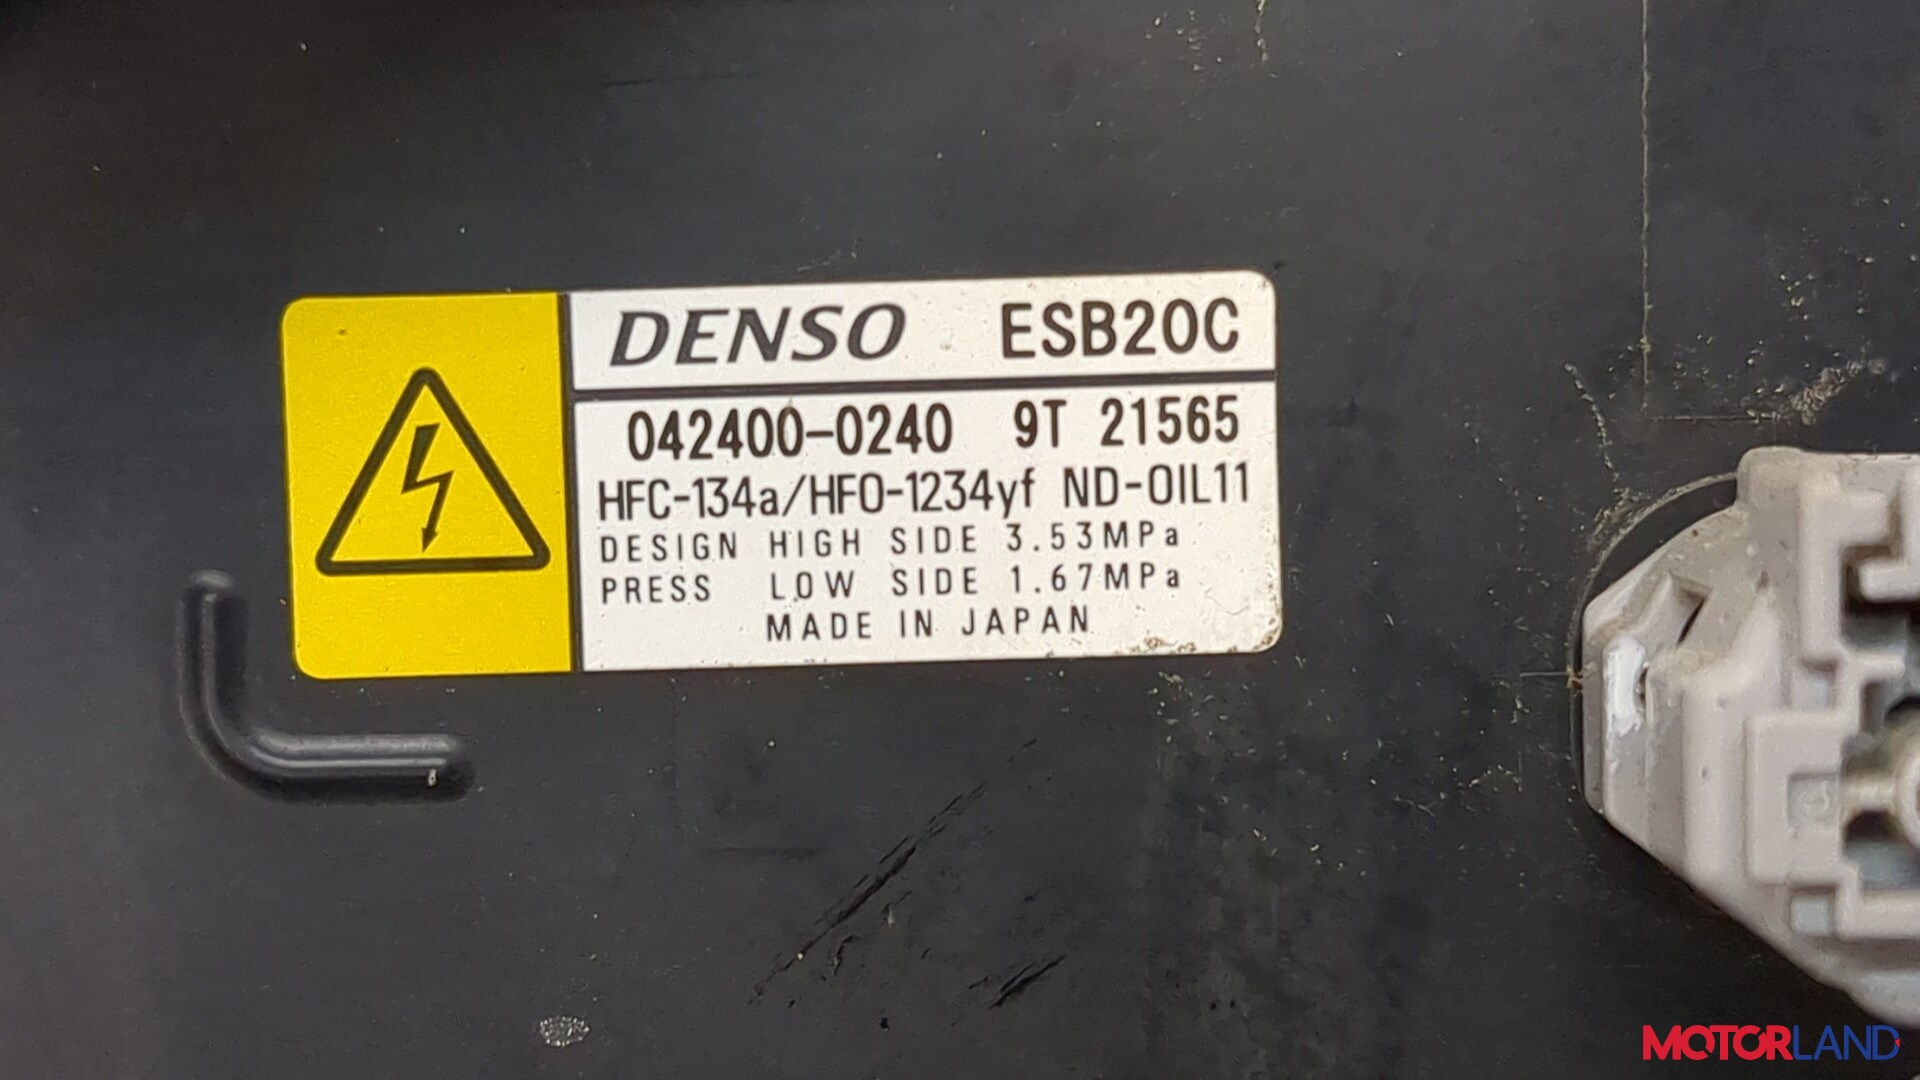 DENSO ESB20C
042400-0240 9T 21565
HFC-134a/HFO-1234yf ND-OIL11
DESIGN HIGH SIDE 3.53MPa
PRESS LOW SIDE 1.67MPa
MADE IN JAPAN
MOTORLAND